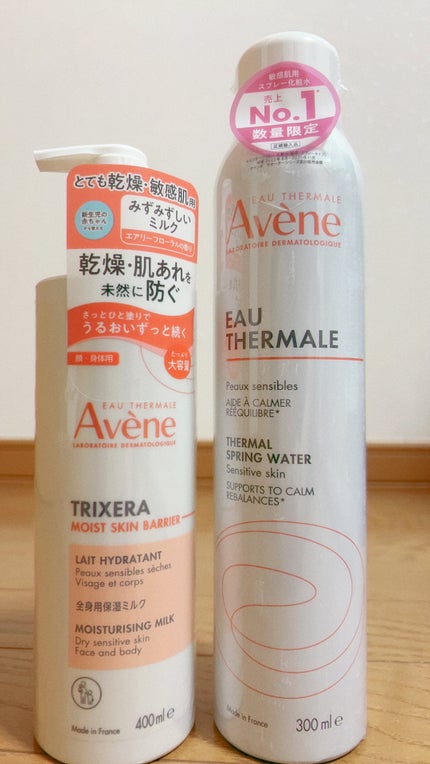 とても乾燥・敏感肌用
新生児の
赤ちゃん
から使える
みずみずしい
ミルク
エアリーフローラルの香り
乾燥・肌あれを
未然に防ぐ
さっとひと塗りで
うるおいずっと続く
顔・身体用
たっぷり
大容量
EAU THERMALE
Avène
LABORATOIRE DERMATOLOGIQUE
TRIXERA
MOIST SKIN BARRIER
LAIT HYDRATANT
Peaux sensibles sèches
Visage et corps
全身用保湿ミルク
MOISTURISING MILK
Dry sensitive skin
Face and body
Made in France
400ml e
敏感肌用
スプレー化粧水
売上
No.1*
数量限定
正規輸入品
EAU THERMALE
Avène
LABORATOIRE DERMATOLOGIQUE
EAU
THERMALE
Peaux sensibles
AIDE À CALMER
RÉÉQUILIBRE*
THERMAL
SPRING WATER
Sensitive skin
SUPPORTS TO CALM
REBALANCES*
Made in France
300 ml e